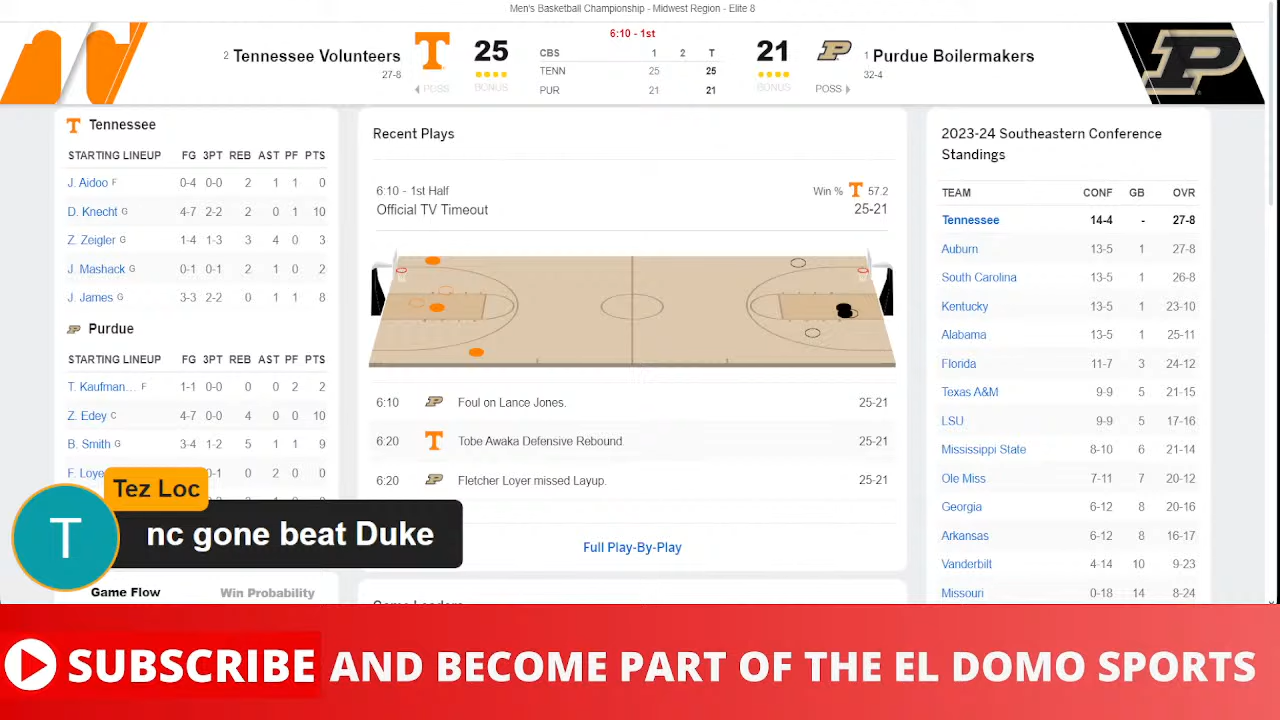 Men's Basketball Championship - Midwest Region - Elite 8
2 Tennessee Volunteers
27-8
T
25
BONUS
POSS
6:10 - 1st
CBS 1 2 T
TENN 25 25
PUR 21 21
21
BONUS
P
1 Purdue Boilermakers
32-4
POSS
P
T Tennessee
STARTING LINEUP FG 3PT REB AST PF PTS
J. Aidoo F 0-4 0-0 2 1 1 0
D. Knecht G 4-7 2-2 2 0 1 10
Z. Zeigler G 1-4 1-3 3 4 0 3
J. Mashack G 0-1 0-1 2 1 0 2
J. James G 3-3 2-2 0 1 1 8
P Purdue
STARTING LINEUP FG 3PT REB AST PF PTS
T. Kaufman... F 1-1 0-0 0 0 2 2
Z. Edey C 4-7 0-0 4 0 0 10
B. Smith G 3-4 1-2 5 1 1 9
F. Loye 0-1 0 2 0 0
Tez Loc
T
nc gone beat Duke
Game Flow Win Probability
Recent Plays
6:10 - 1st Half
Official TV Timeout
Win % T 57.2
25-21
6:10 P Foul on Lance Jones. 25-21
6:20 T Tobe Awaka Defensive Rebound. 25-21
6:20 P Fletcher Loyer missed Layup. 25-21
Full Play-By-Play
Game Leaders
2023-24 Southeastern Conference
Standings
TEAM CONF GB OVR
Tennessee 14-4 - 27-8
Auburn 13-5 1 27-8
South Carolina 13-5 1 26-8
Kentucky 13-5 1 23-10
Alabama 13-5 1 25-11
Florida 11-7 3 24-12
Texas A&M 9-9 5 21-15
LSU 9-9 5 17-16
Mississippi State 8-10 6 21-14
Ole Miss 7-11 7 20-12
Georgia 6-12 8 20-16
Arkansas 6-12 8 16-17
Vanderbilt 4-14 10 9-23
Missouri 0-18 14 8-24
SUBSCRIBE AND BECOME PART OF THE EL DOMO SPORTS